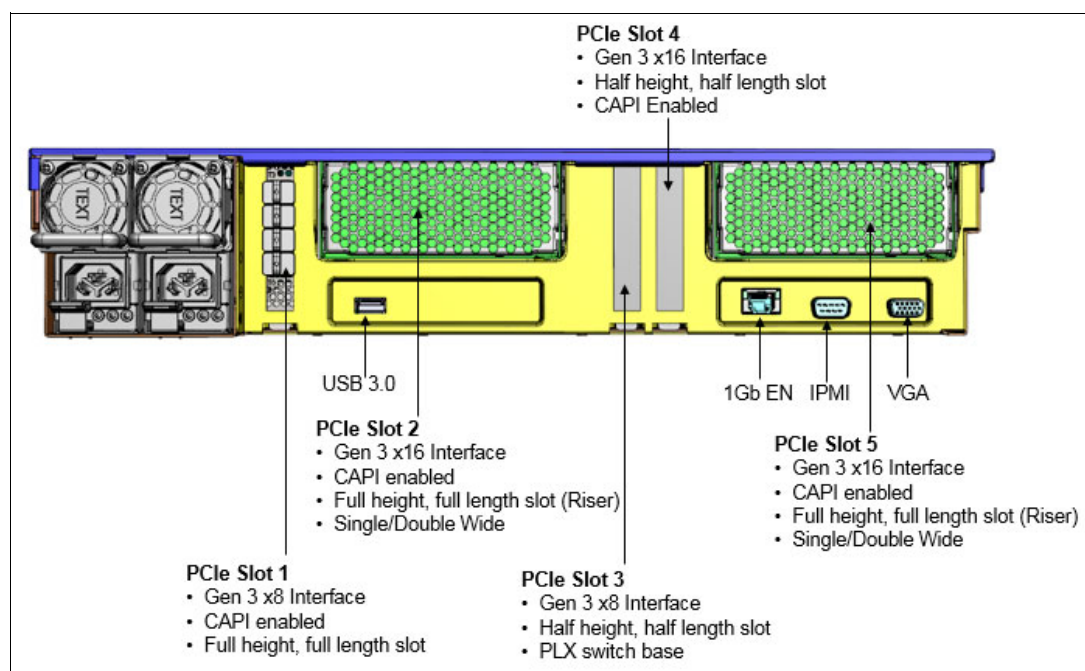 PCIe Slot 4
• Gen 3 x16 Interface
• Half height, half length slot
• CAPI Enabled
TEXT
TEXT
USB 3.0
1Gb EN
IPMI
VGA
PCIe Slot 2
• Gen 3 x16 Interface
• CAPI enabled
• Full height, full length slot (Riser)
• Single/Double Wide
PCIe Slot 5
• Gen 3 x16 Interface
• CAPI enabled
• Full height, full length slot (Riser)
• Single/Double Wide
PCIe Slot 1
• Gen 3 x8 Interface
• CAPI enabled
• Full height, full length slot
PCIe Slot 3
• Gen 3 x8 Interface
• Half height, half length slot
• PLX switch base